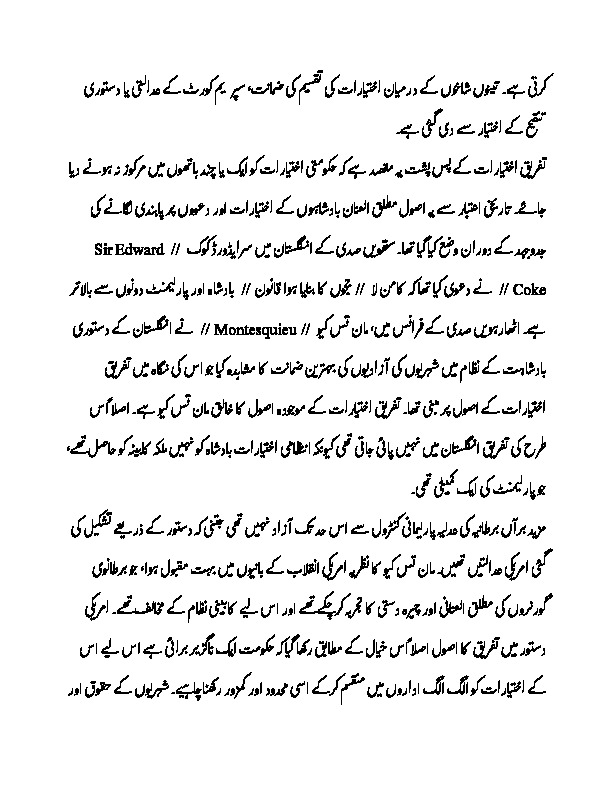 کرتی ہے۔ تینوں شاخوں کے درمیان اختیارات کی تقسیم کی ضمانت، سپریم کورٹ کے عدالتی یا دستوری
تنقیح کے اختیار سے دی گئی ہے۔
تفریق اختیارات کے پس پشت یہ مقصد ہے کہ حکومتی اختیارات کو ایک یا چند ہاتھوں میں مرکوز نہ ہونے دیا
جائے۔ تاریخی اعتبار سے یہ اصول مطلق العنان بادشاہوں کے اختیارات اور دعووں پر پابندی لگانے کی
جدوجہد کے دوران وضع کیا گیا تھا۔ سترھویں صدی کے انگلستان میں سر ایڈورڈ کوک // Sir Edward
Coke // نے دعوی کیا تھا کہ کامن لا // ججوں کا بنایا ہوا قانون // بادشاہ اور پارلیمنٹ دونوں سے بالاتر
ہے۔ اٹھارہویں صدی کے فرانس میں، مان تس کیو // Montesquieu // نے انگلستان کے دستوری
بادشاہت کے نظام میں شہریوں کی آزادیوں کی بہترین ضمانت کا مشاہدہ کیا جو اس کی نگاہ میں تفریق
اختیارات کے اصول پر مبنی تھا۔ تفریق اختیارات کے موجودہ اصول کا خالق مان تس کیو ہے۔ اصلاً اس
طرح کی تفریق انگلستان میں نہیں پائی جاتی تھی کیونکہ انتظامی اختیارات بادشاہ کو نہیں ملکہ کابینہ کو حاصل تھے،
جو پارلیمنٹ کی ایک کمیٹی تھی۔
مزید برآں برطانیہ کی عدلیہ پارلیمانی کنٹرول سے اس حد تک آزاد نہیں تھی جتنی کہ دستور کے ذریعے تشکیل کی
گئی امریکی عدالتیں تھیں۔ مان تس کیو کا نظریہ امریکی انقلاب کے بانیوں میں بہت مقبول ہوا، جو برطانوی
گورنروں کی مطلق العنانی اور چیرہ دستی کا تجربہ کر چکے تھے اور اس لیے کابینی نظام کے مخالف تھے۔ امریکی
دستور میں تفریق کا اصول اصلاً اس خیال کے مطابق رکھا گیا کہ حکومت ایک ناگزیر برائی ہے اس لیے اس
کے اختیارات کو الگ الگ اداروں میں منقسم کرکے اسی محدود اور کمزور رکھنا چاہیے۔ شہریوں کے حقوق اور